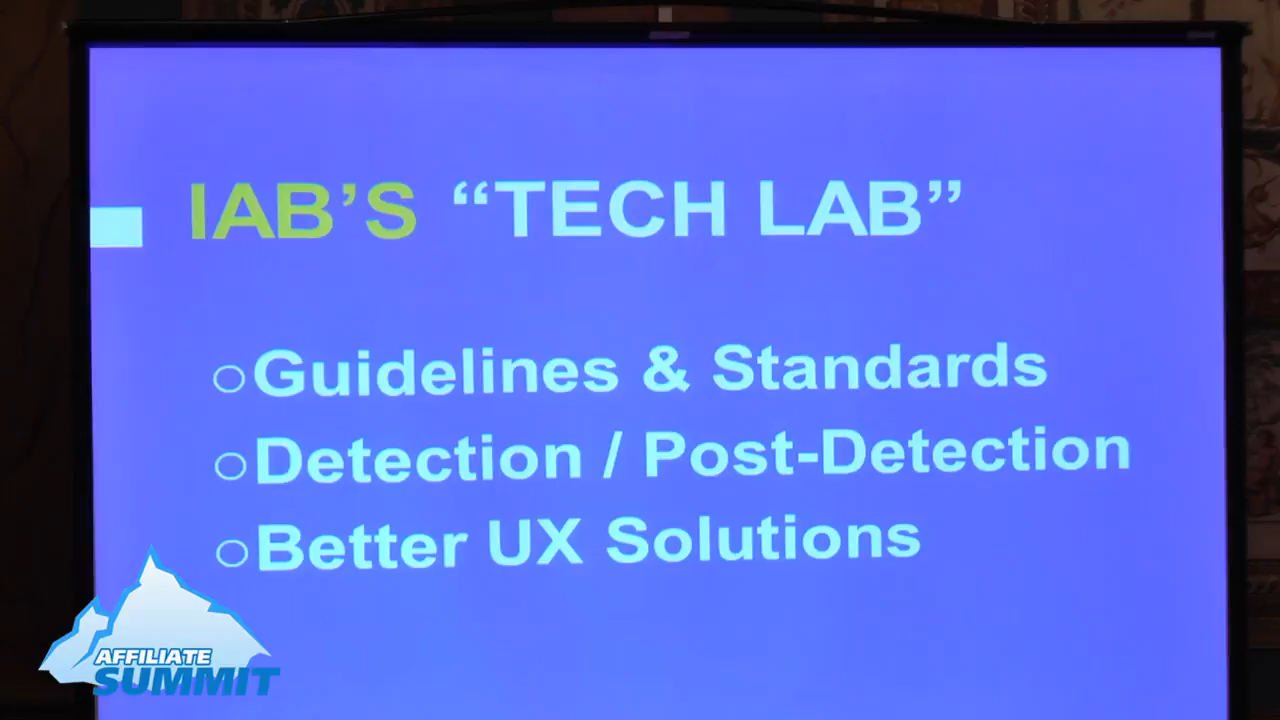 IAB'S “TECH LAB”
○Guidelines & Standards
○Detection / Post-Detection
○Better UX Solutions
AFFILIATE
SUMMIT